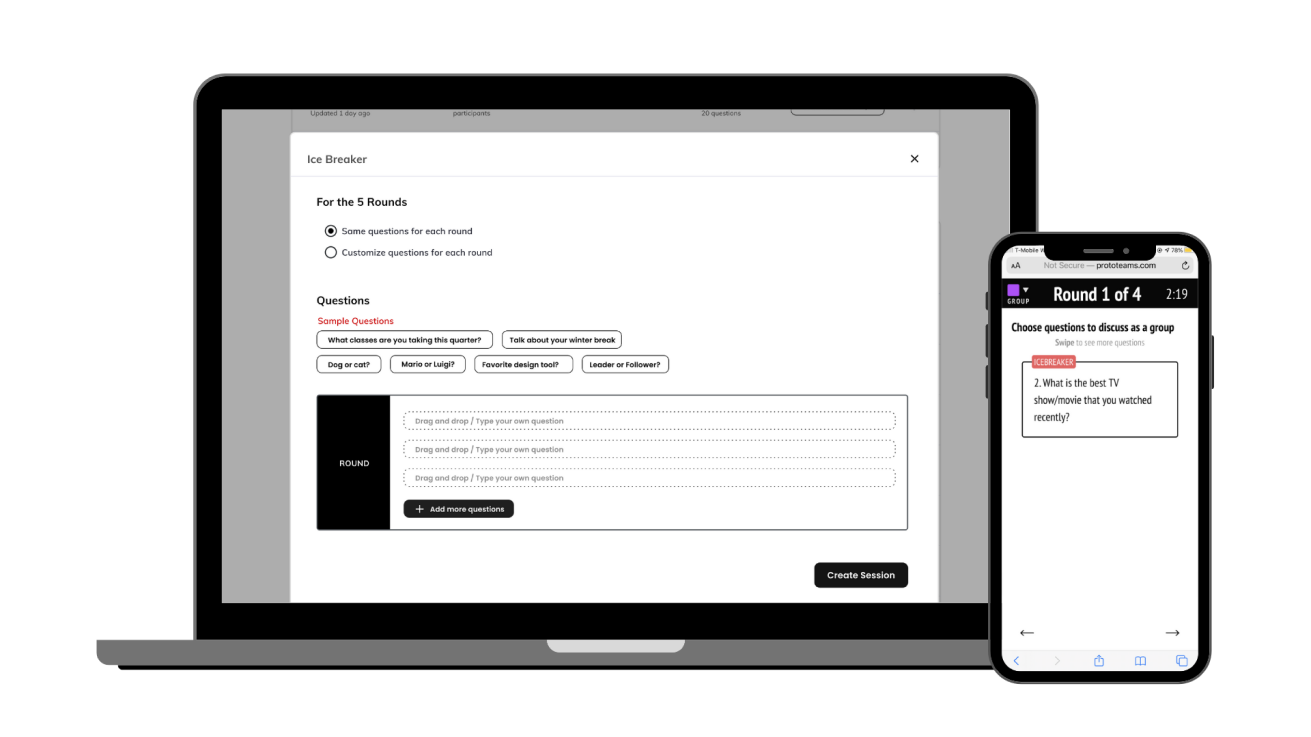 Updated 1 day ago participants 20 questions
Ice Breaker
For the 5 Rounds
Same questions for each round
Customize questions for each round
Questions
Sample Questions
What classes are you taking this quarter? Talk about your winter break
Dog or cat? Mario or Luigi? Favorite design tool? Leader or Follower?
ROUND
Drag and drop / Type your own question
Drag and drop / Type your own question
Drag and drop / Type your own question
Add more questions
Create Session
T-Mobile 78%
AA Not Secure — prototeams.com
GROUP Round 1 of 4 2:19
Choose questions to discuss as a group
Swipe to see more questions
ICEBREAKER
2. What is the best TV
show/movie that you watched
recently?